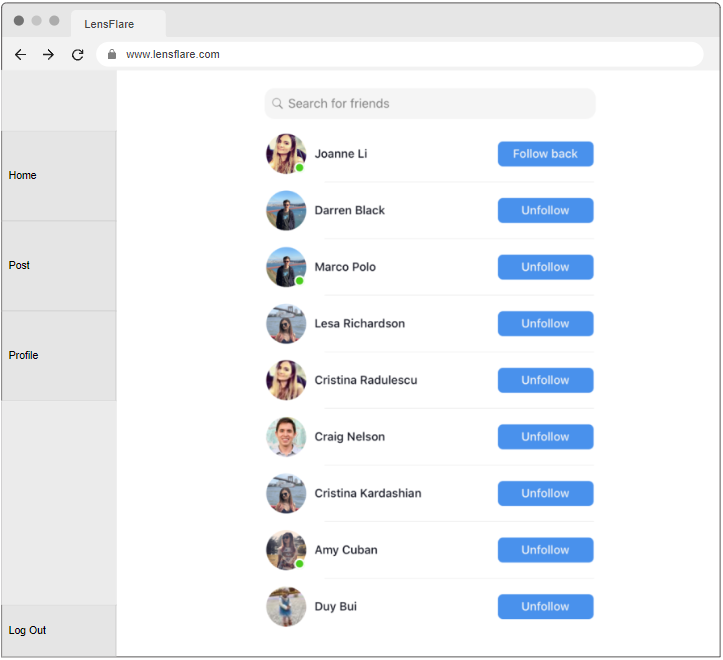 LensFlare
www.lensflare.com
Search for friends
Home
Post
Profile
Log Out
Joanne Li Follow back
Darren Black Unfollow
Marco Polo Unfollow
Lesa Richardson Unfollow
Cristina Radulescu Unfollow
Craig Nelson Unfollow
Cristina Kardashian Unfollow
Amy Cuban Unfollow
Duy Bui Unfollow